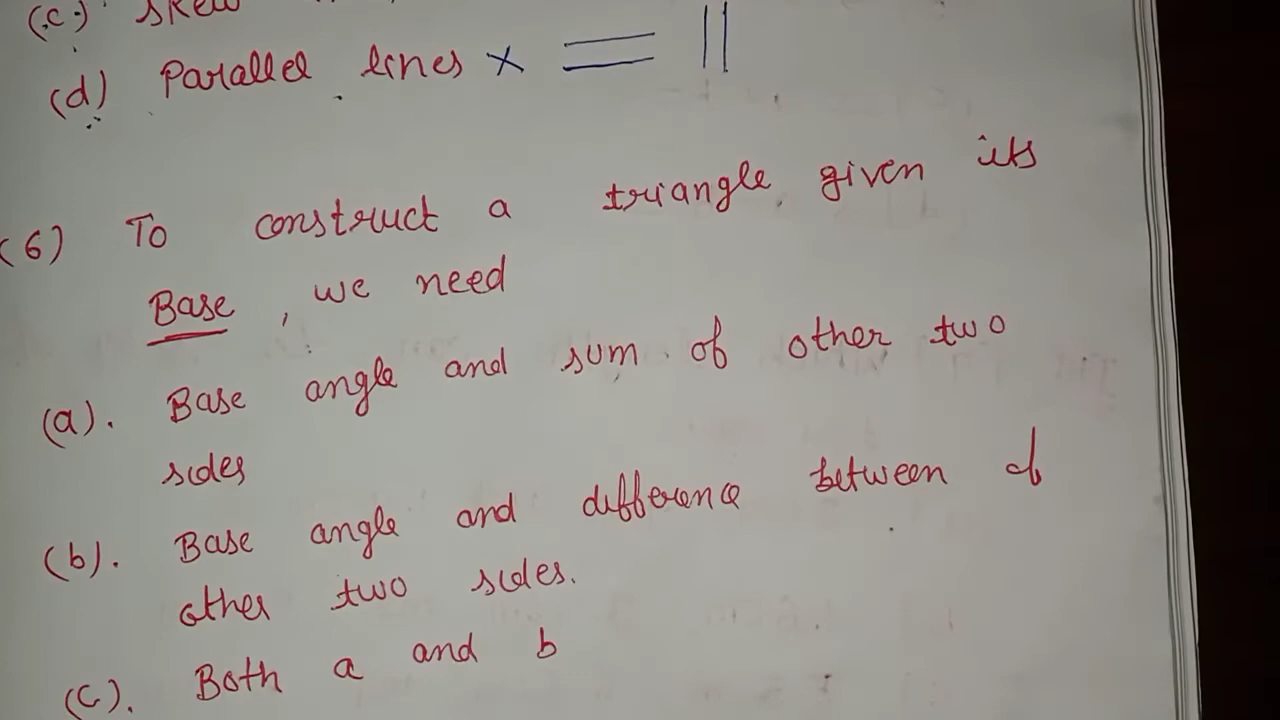 (c) skew
(d) Parallel lines × = ||
(6) To construct a triangle given its
Base, we need
(a). Base angle and sum of other two
sides
(b). Base angle and difference between of
other two sides.
(c). Both a and b